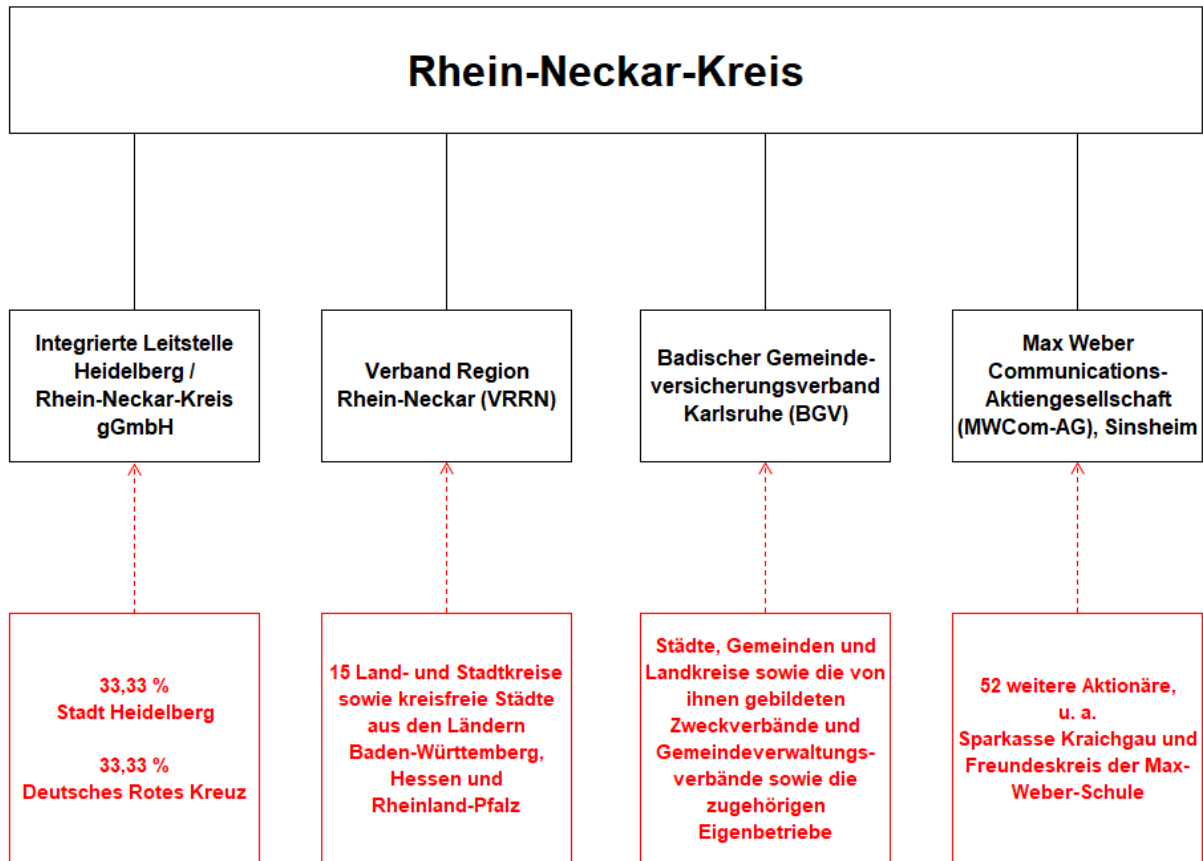 Rhein-Neckar-Kreis
Integrierte Leitstelle
Heidelberg /
Rhein-Neckar-Kreis
gGmbH
Verband Region
Rhein-Neckar (VRRN)
Badischer Gemeinde-
versicherungsverband
Karlsruhe (BGV)
Max Weber
Communications-
Aktiengesellschaft
(MWCom-AG), Sinsheim
33,33 %
Stadt Heidelberg
33,33 %
Deutsches Rotes Kreuz
15 Land- und Stadtkreise
sowie kreisfreie Städte
aus den Ländern
Baden-Württemberg,
Hessen und
Rheinland-Pfalz
Städte, Gemeinden und
Landkreise sowie die von
ihnen gebildeten
Zweckverbände und
Gemeindeverwaltungs-
verbände sowie die
zugehörigen
Eigenbetriebe
52 weitere Aktionäre,
u. a.
Sparkasse Kraichgau und
Freundeskreis der Max-
Weber-Schule